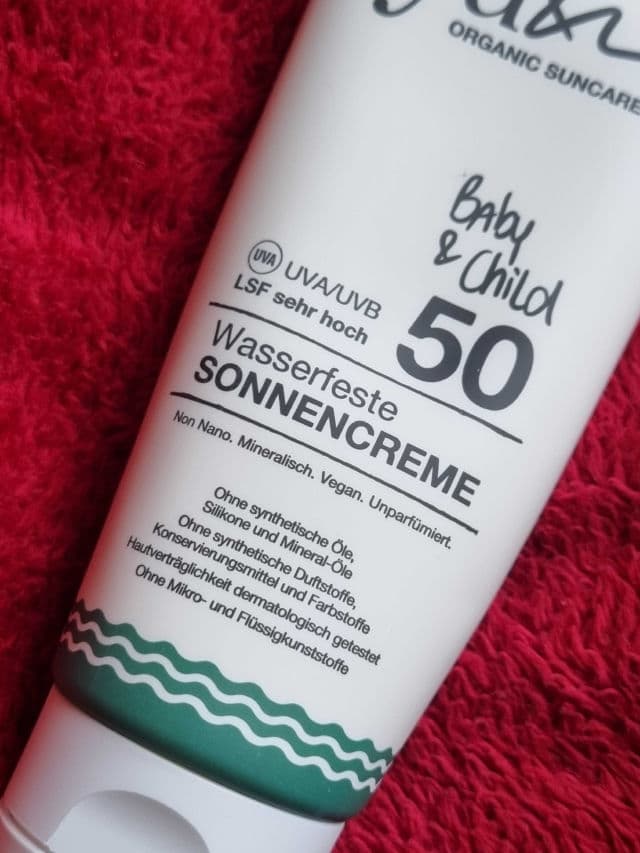 ORGANIC SUNCARE
Baby
& Child
UVA UVA/UVB
LSF sehr hoch
50
Wasserfeste
SONNENCREME
Non Nano. Mineralisch. Vegan. Unparfümiert.
Ohne synthetische Öle,
Silikone und Mineral-Öle
Ohne synthetische Duftstoffe,
Konservierungsmittel und Farbstoffe
Hautverträglichkeit dermatologisch getestet
Ohne Mikro- und Flüssigkunststoffe